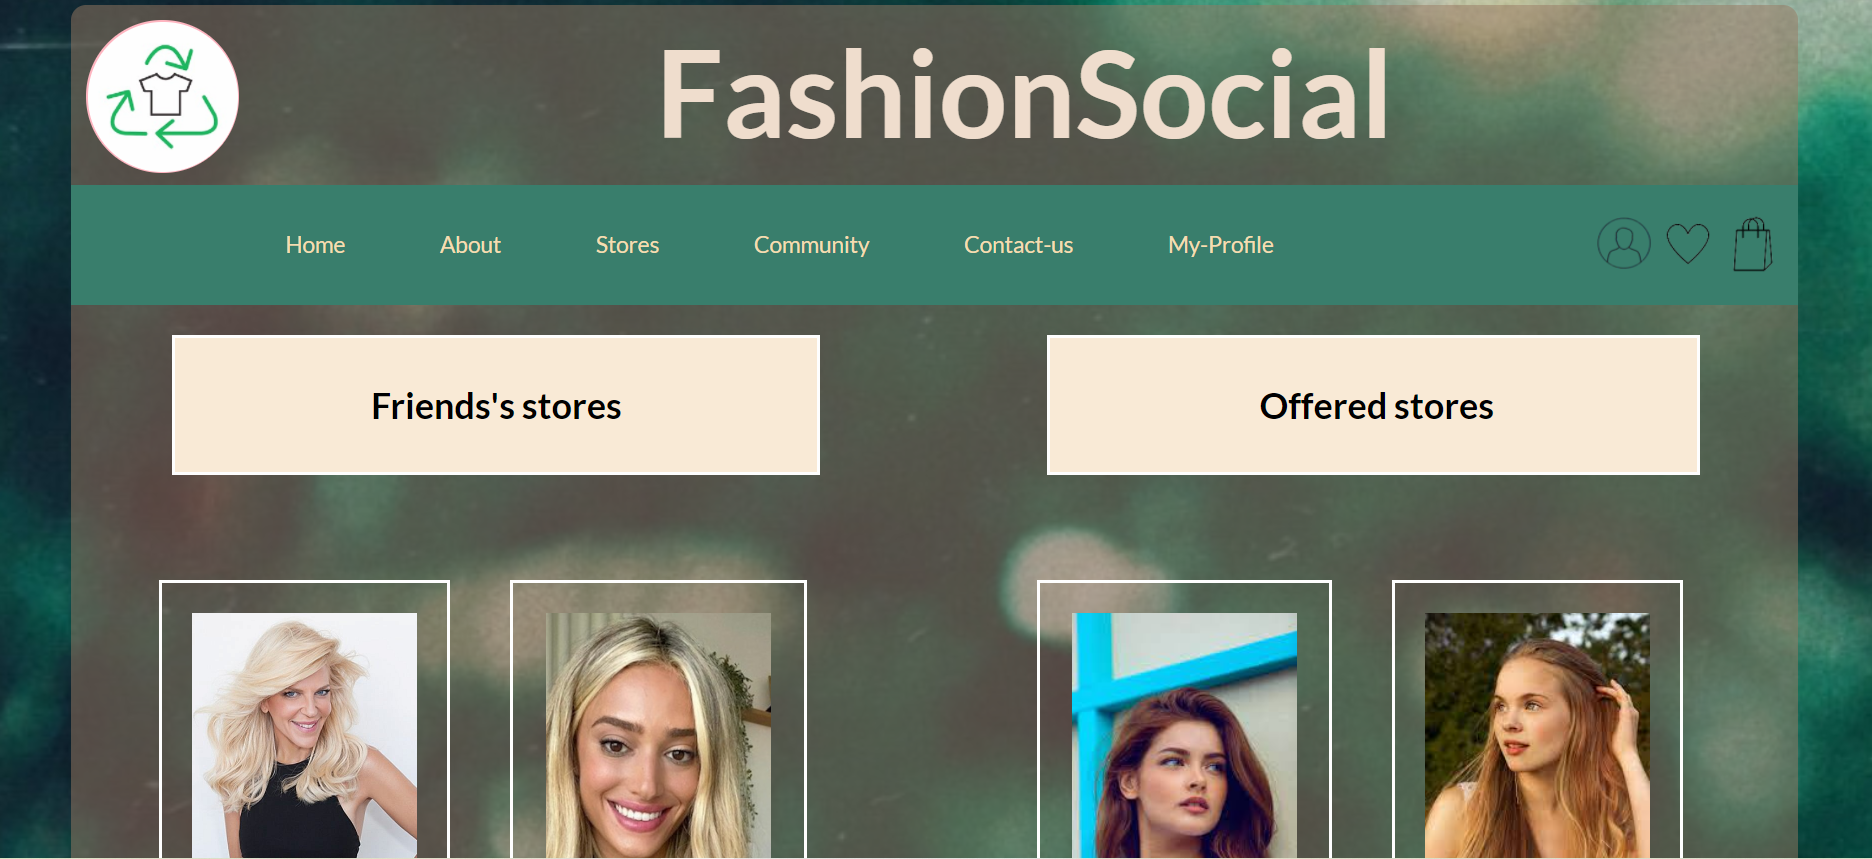 FashionSocial
Home About Stores Community Contact-us My-Profile
Friends's stores
Offered stores